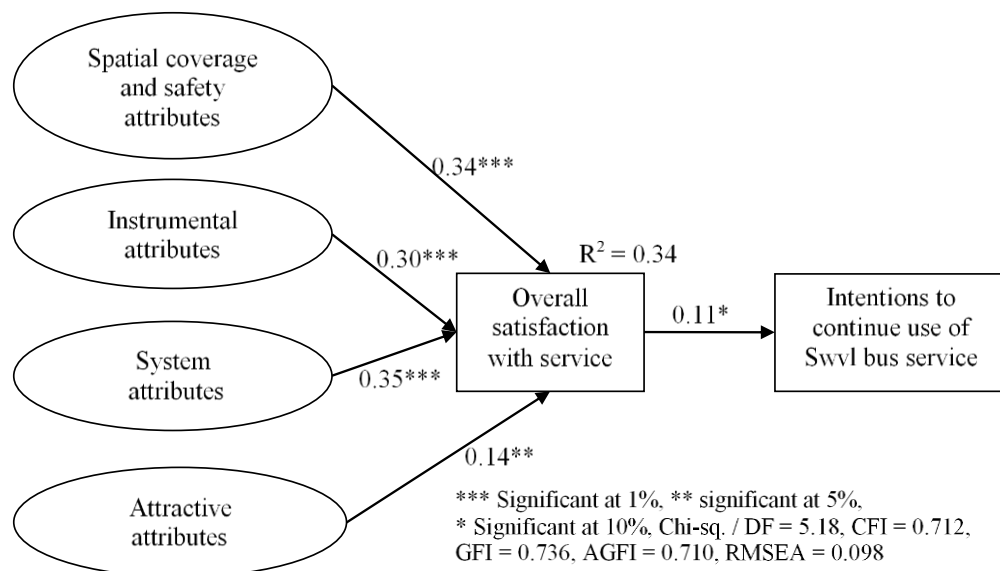 Spatial coverage
and safety
attributes
0.34***
Instrumental
attributes
0.30***
R² = 0.34
Overall
satisfaction
with service
0.11*
Intentions to
continue use of
Swvl bus service
System
attributes
0.35***
0.14**
Attractive
attributes
*** Significant at 1%, ** significant at 5%,
* Significant at 10%, Chi-sq. / DF = 5.18, CFI = 0.712,
GFI = 0.736, AGFI = 0.710, RMSEA = 0.098